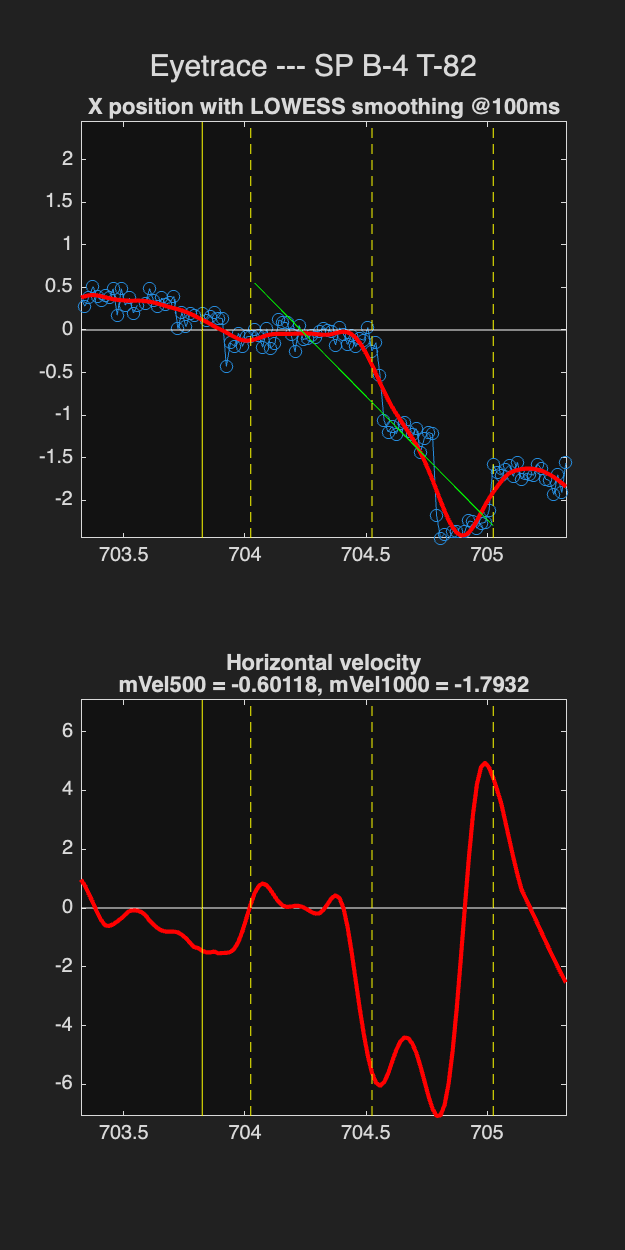 Eyetrace --- SP B-4 T-82
X position with LOWESS smoothing @100ms
2
1.5
1
0.5
0
-0.5
-1
-1.5
-2
703.5 704 704.5 705
Horizontal velocity
mVel500 = -0.60118, mVel1000 = -1.7932
6
4
2
0
-2
-4
-6
703.5 704 704.5 705